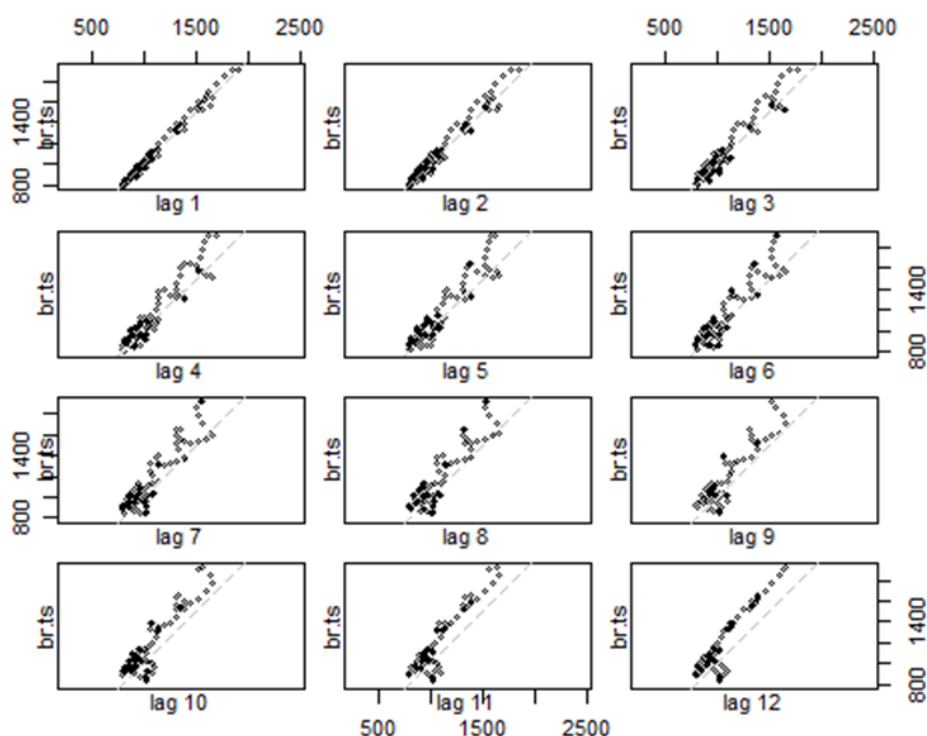 500 1500 2500 500 1500 2500
800 1400
br.ts br.ts br.ts
lag 1 lag 2 lag 3
br.ts br.ts br.ts
800 1400
lag 4 lag 5 lag 6
800 1400
br.ts br.ts br.ts
lag 7 lag 8 lag 9
br.ts br.ts br.ts
800 1400
lag 10 lag 11 lag 12
500 1500 2500